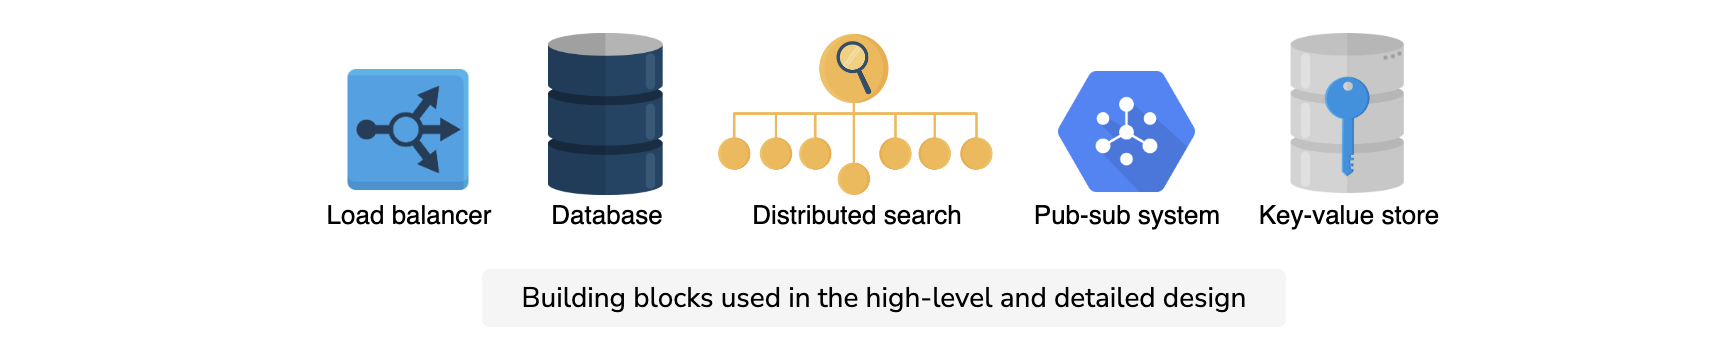 Load balancer
Database
Distributed search
Pub-sub system
Key-value store
Building blocks used in the high-level and detailed design